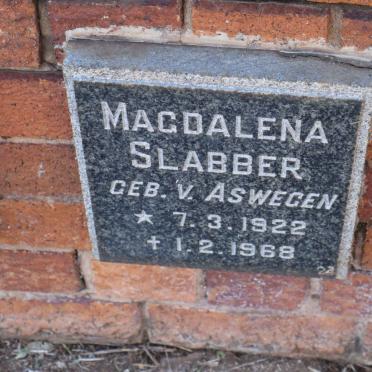 MAGDALENA
SLABBER
GEB. V. ASWEGEN
* 7.3.1922
+ 1.2.1968